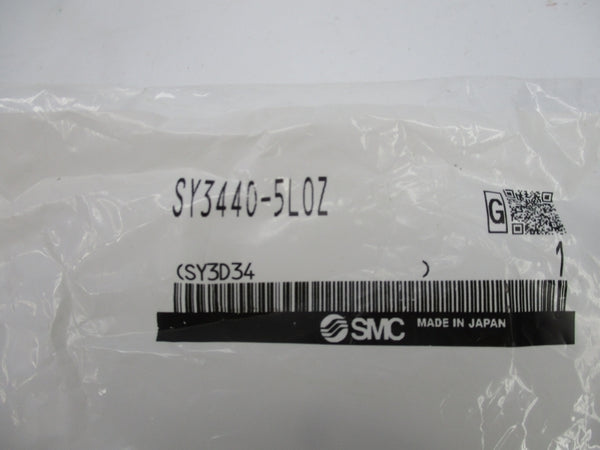 SY3440-5LOZ
G
(SY3D34 ) 1
SMC MADE IN JAPAN